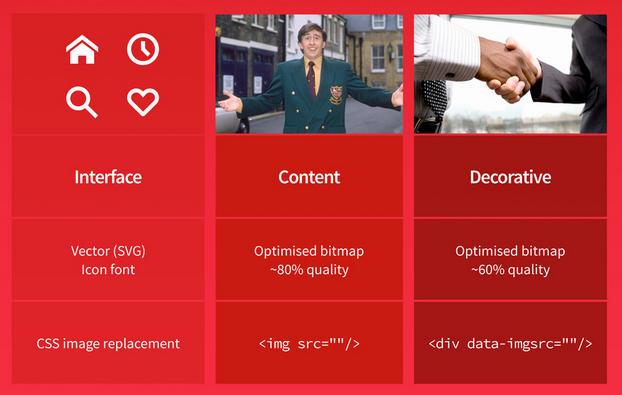 Interface
Content
Decorative
Vector (SVG)
Icon font
Optimised bitmap
~80% quality
Optimised bitmap
~60% quality
CSS image replacement
<img src=""/>
<div data-imgsrc=""/>